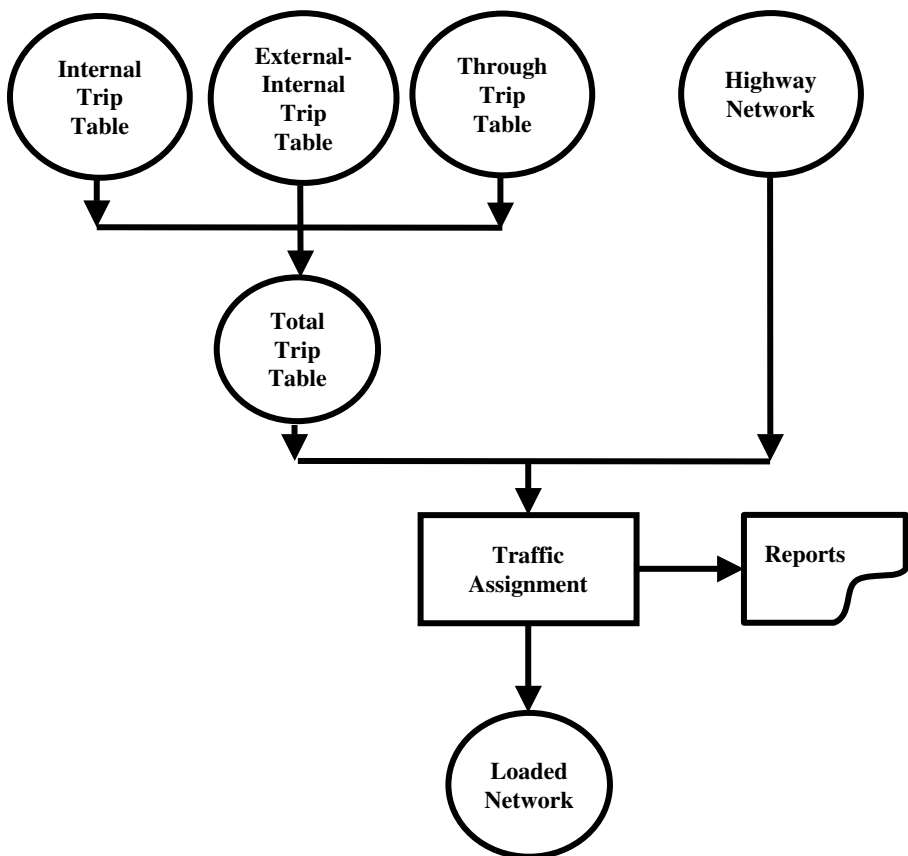 Internal
Trip
Table
External-
Internal
Trip
Table
Through
Trip
Table
Highway
Network
Total
Trip
Table
Traffic
Assignment
Reports
Loaded
Network